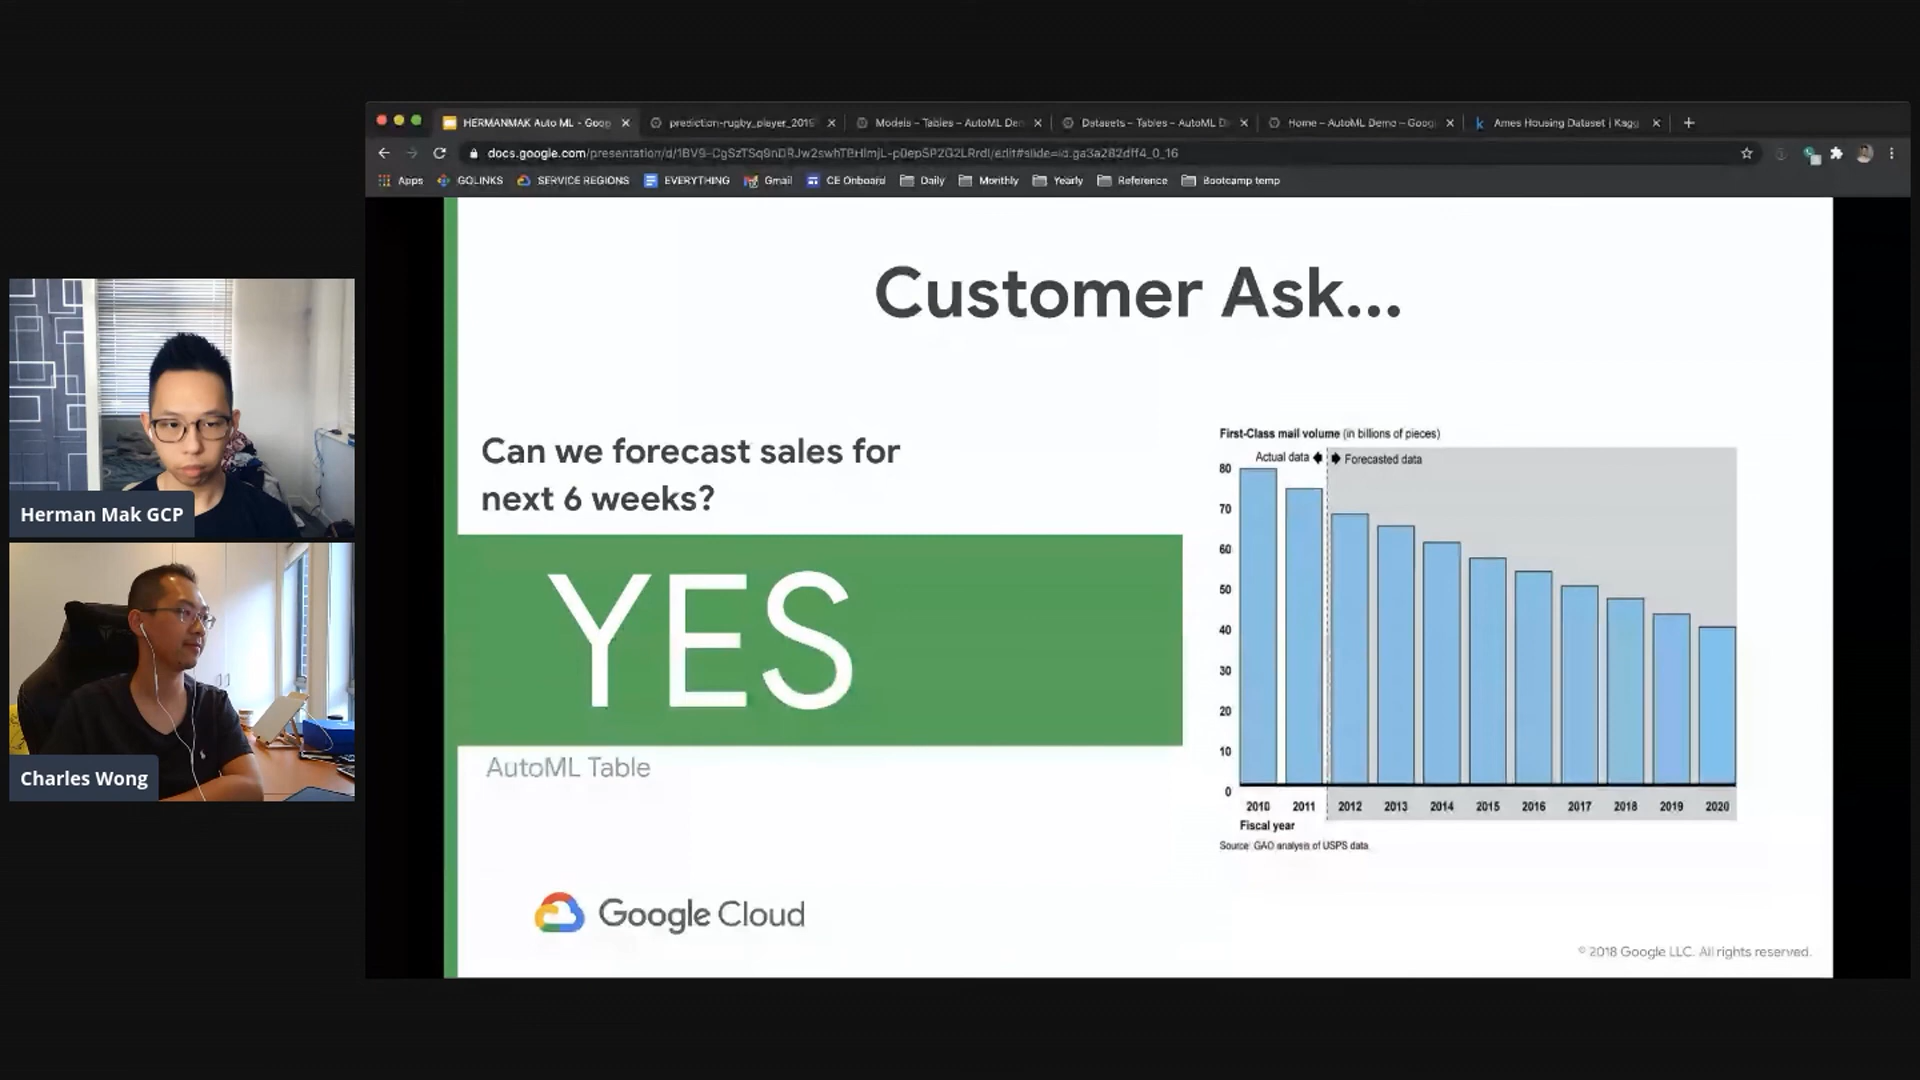 HERMANMAK Auto ML - Goog
prediction-rugby_player_2019
Models – Tables – AutoML Dem
Datasets – Tables – AutoML D
Home – AutoML Demo – Googl
Ames Housing Dataset | Kagg
Apps
GOLINKS
SERVICE REGIONS
EVERYTHING
Gmail
CE Onboard
Daily
Monthly
Yearly
Reference
Bootcamp temp
Herman Mak GCP
Charles Wong
Customer Ask...
Can we forecast sales for
next 6 weeks?
YES
AutoML Table
Google Cloud
First-Class mail volume (in billions of pieces)
Actual data
Forecasted data
80
70
60
50
40
30
20
10
0
2010 2011 2012 2013 2014 2015 2016 2017 2018 2019 2020
Fiscal year
Source: GAO analysis of USPS data
© 2018 Google LLC. All rights reserved.